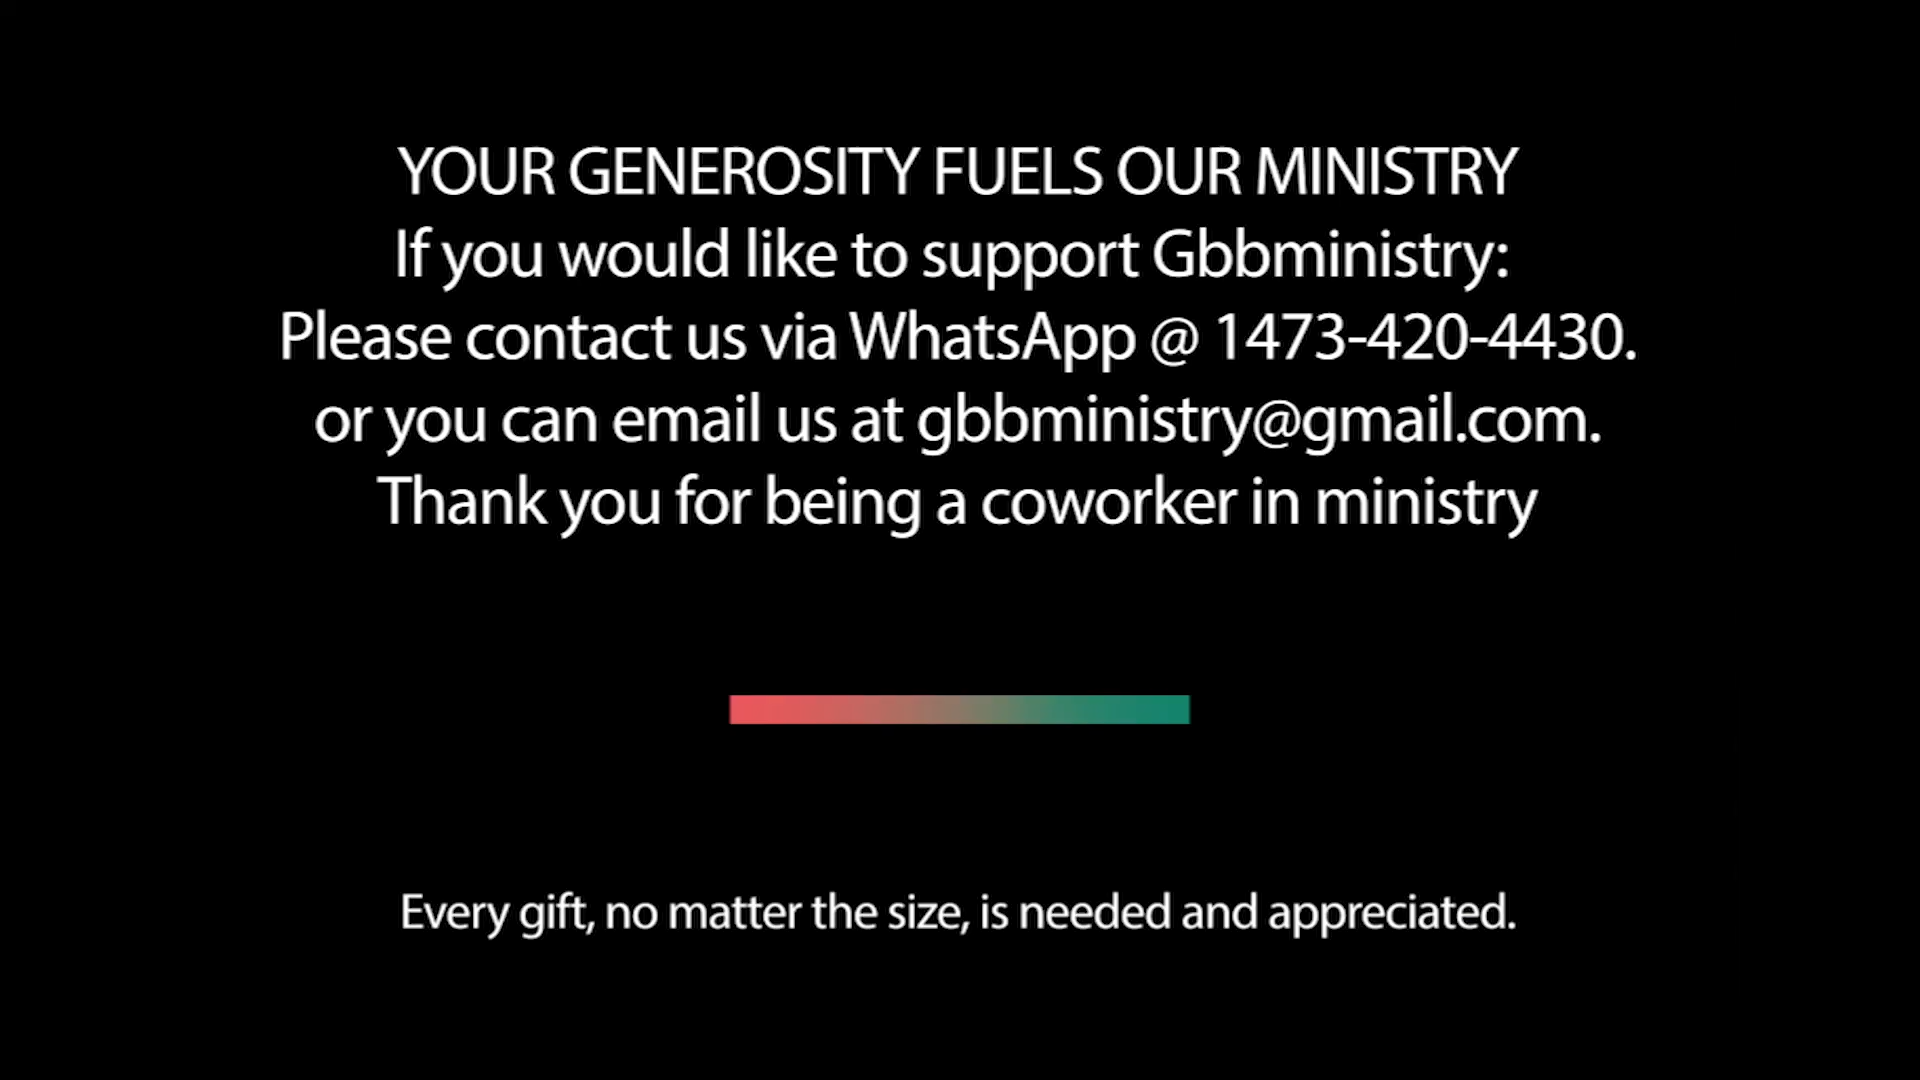 YOUR GENEROSITY FUELS OUR MINISTRY
If you would like to support Gbbministry:
Please contact us via WhatsApp @ 1473-420-4430.
or you can email us at gbbministry@gmail.com.
Thank you for being a coworker in ministry
Every gift, no matter the size, is needed and appreciated.